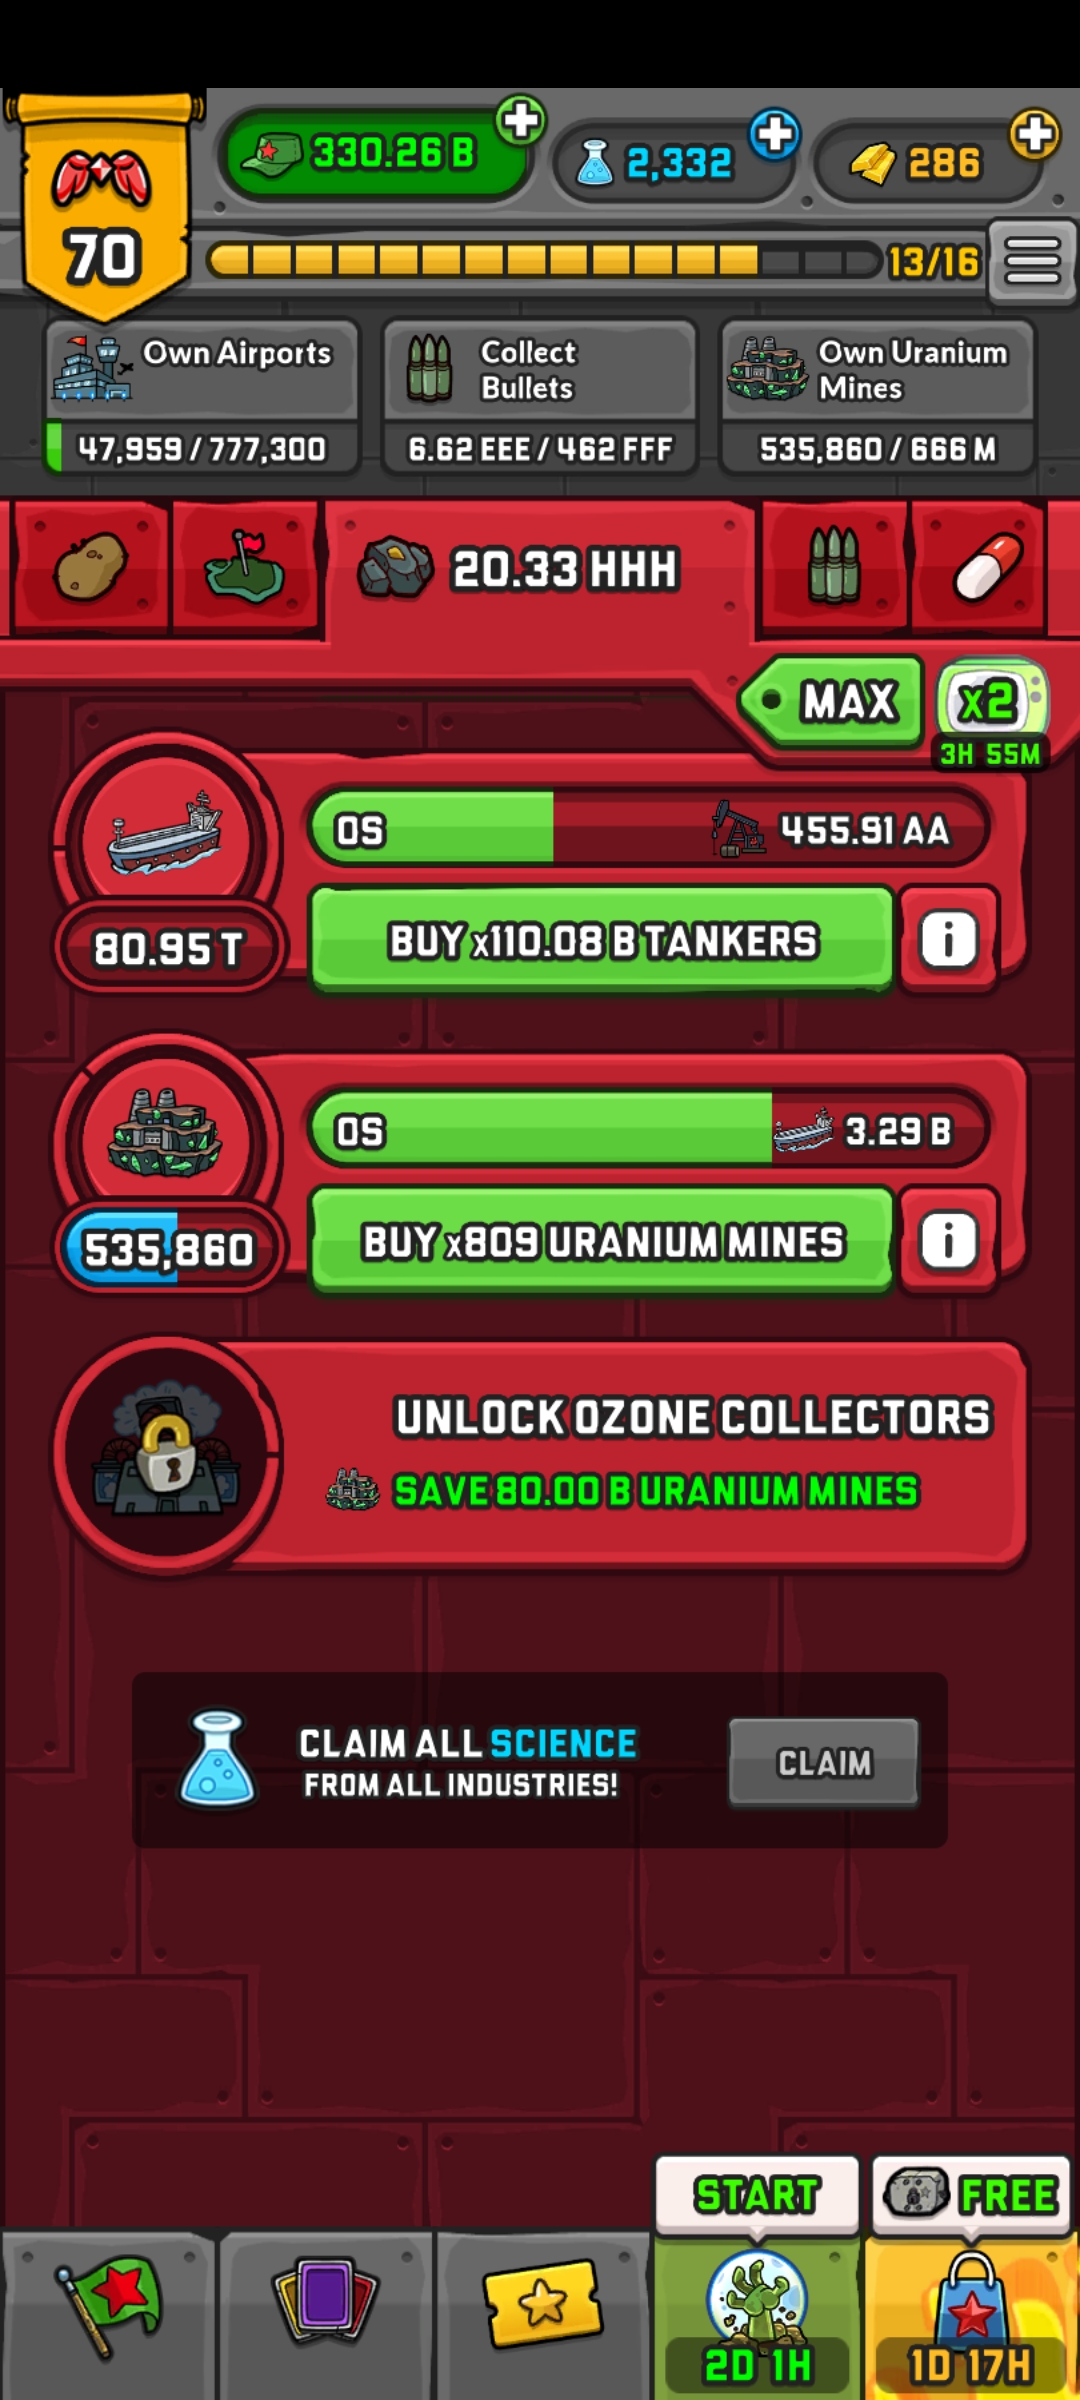 330.26 B
2,332
286
70
13/16
Own Airports
47,959 / 777,300
Collect
Bullets
6.62 EEE / 462 FFF
Own Uranium
Mines
535,860 / 666 M
20.33 HHH
MAX
x2
3H 55M
0S
455.91 AA
80.95 T
BUY x110.08 B TANKERS
i
0S
3.29 B
535,860
BUY x809 URANIUM MINES
i
UNLOCK OZONE COLLECTORS
SAVE 80.00 B URANIUM MINES
CLAIM ALL SCIENCE
FROM ALL INDUSTRIES!
CLAIM
START
FREE
2D 1H
1D 17H